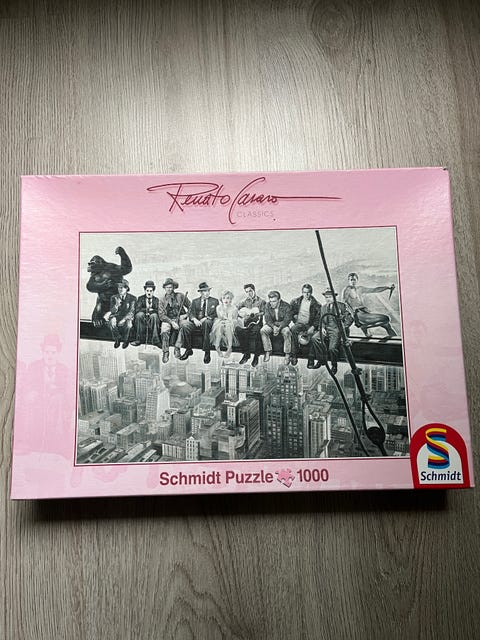 Renato Casaro
CLASSICS
Schmidt Puzzle 1000
Schmidt